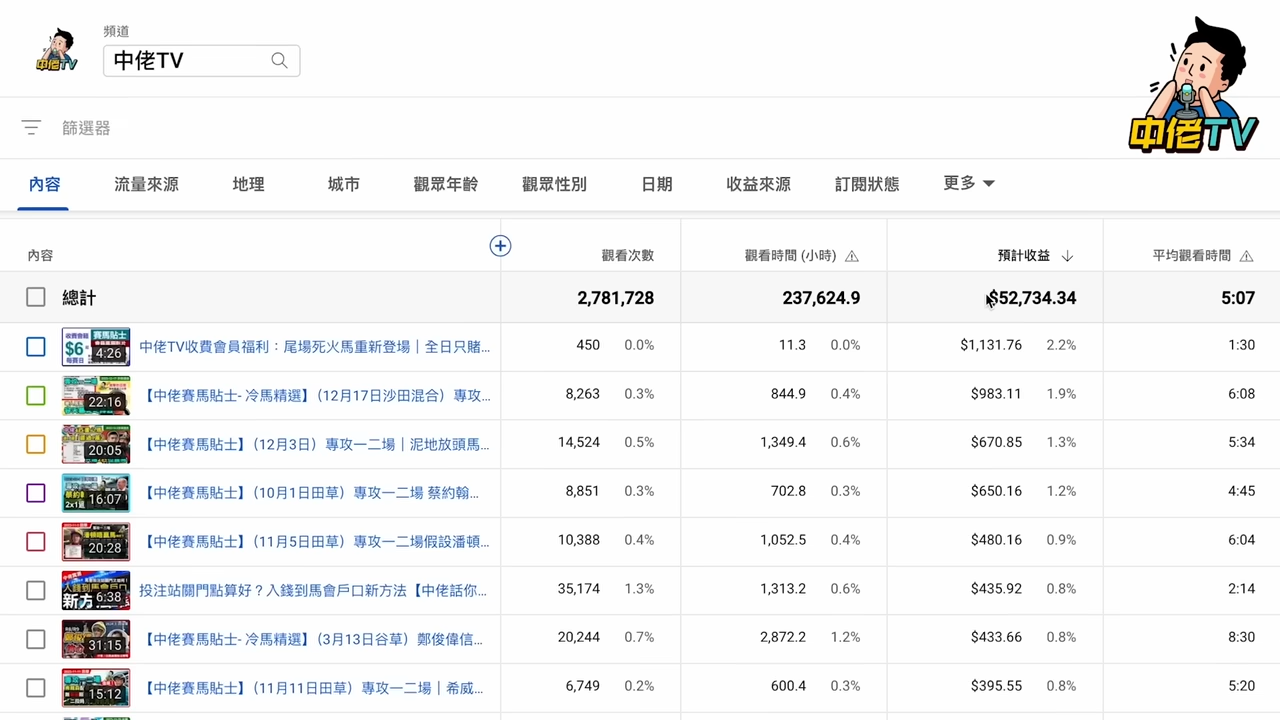 頻道
中佬TV
中佬TV
中佬TV
篩選器
內容 流量來源 地理 城市 觀眾年齡 觀眾性別 日期 收益來源 訂閱狀態 更多
內容 觀看次數 觀看時間 (小時) 預計收益 平均觀看時間
總計 2,781,728 237,624.9 $52,734.34 5:07
4:26 中佬TV收費會員福利：尾場死火馬重新登場｜全日只賭... 450 0.0% 11.3 0.0% $1,131.76 2.2% 1:30
22:16 【中佬賽馬貼士- 冷馬精選】（12月17日沙田混合）專攻... 8,263 0.3% 844.9 0.4% $983.11 1.9% 6:08
20:05 【中佬賽馬貼士】（12月3日）專攻一二場｜泥地放頭馬... 14,524 0.5% 1,349.4 0.6% $670.85 1.3% 5:34
16:07 【中佬賽馬貼士】（10月1日田草）專攻一二場 蔡約翰... 8,851 0.3% 702.8 0.3% $650.16 1.2% 4:45
20:28 【中佬賽馬貼士】（11月5日田草）專攻一二場假設潘頓... 10,388 0.4% 1,052.5 0.4% $480.16 0.9% 6:04
6:38 投注站關門點算好？入錢到馬會戶口新方法【中佬話你... 35,174 1.3% 1,313.2 0.6% $435.92 0.8% 2:14
31:15 【中佬賽馬貼士- 冷馬精選】（3月13日谷草）鄭俊偉信... 20,244 0.7% 2,872.2 1.2% $433.66 0.8% 8:30
15:12 【中佬賽馬貼士】（11月11日田草）專攻一二場｜希威... 6,749 0.2% 600.4 0.3% $395.55 0.8% 5:20